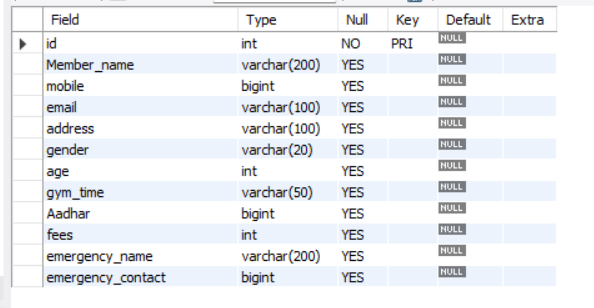 Field Type Null Key Default Extra
id int NO PRI NULL
Member_name varchar(200) YES NULL
mobile bigint YES NULL
email varchar(100) YES NULL
address varchar(100) YES NULL
gender varchar(20) YES NULL
age int YES NULL
gym_time varchar(50) YES NULL
Aadhar bigint YES NULL
fees int YES NULL
emergency_name varchar(200) YES NULL
emergency_contact bigint YES NULL